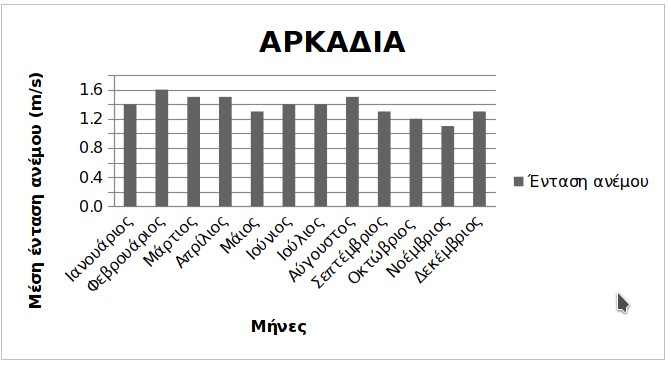 ΑΡΚΑΔΙΑ
Μέση ένταση ανέμου (m/s)
1.6
1.2
0.8
0.4
0.0
Ιανουάριος
Φεβρουάριος
Μάρτιος
Απρίλιος
Μάιος
Ιούνιος
Ιούλιος
Αύγουστος
Σεπτέμβριος
Οκτώβριος
Νοέμβριος
Δεκέμβριος
Μήνες
Ένταση ανέμου